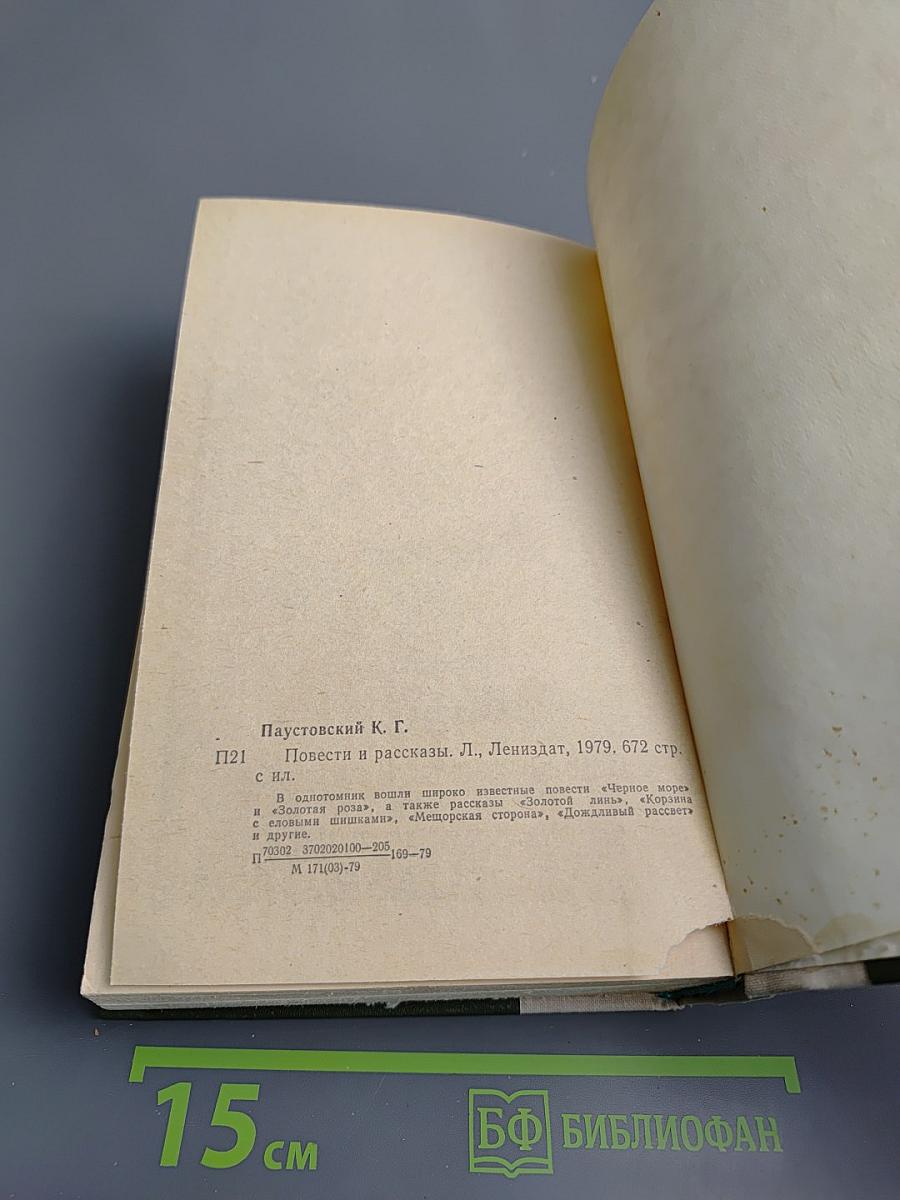 Паустовский К. Г.
П21 Повести и рассказы. Л., Лениздат, 1979. 672 стр.
с ил.
В однотомник вошли широко известные повести «Черное море»
и «Золотая роза», а также рассказы «Золотой линь», «Корзина
с еловыми шишками», «Мещорская сторона», «Дождливый рассвет»
и другие.
П 70302 3702020100—205 169—79
М 171(03)-79
15 см
БФ БИБЛИОФАН